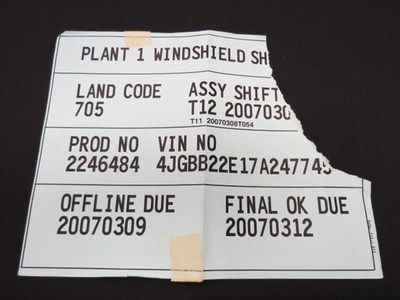 PLANT 1 WINDSHIELD SH
LAND CODE ASSY SHIFT
705 T12 2007030
T11 20070308T054
PROD NO VIN NO
2246484 4JGBB22E17A247745
OFFLINE DUE FINAL OK DUE
20070309 20070312